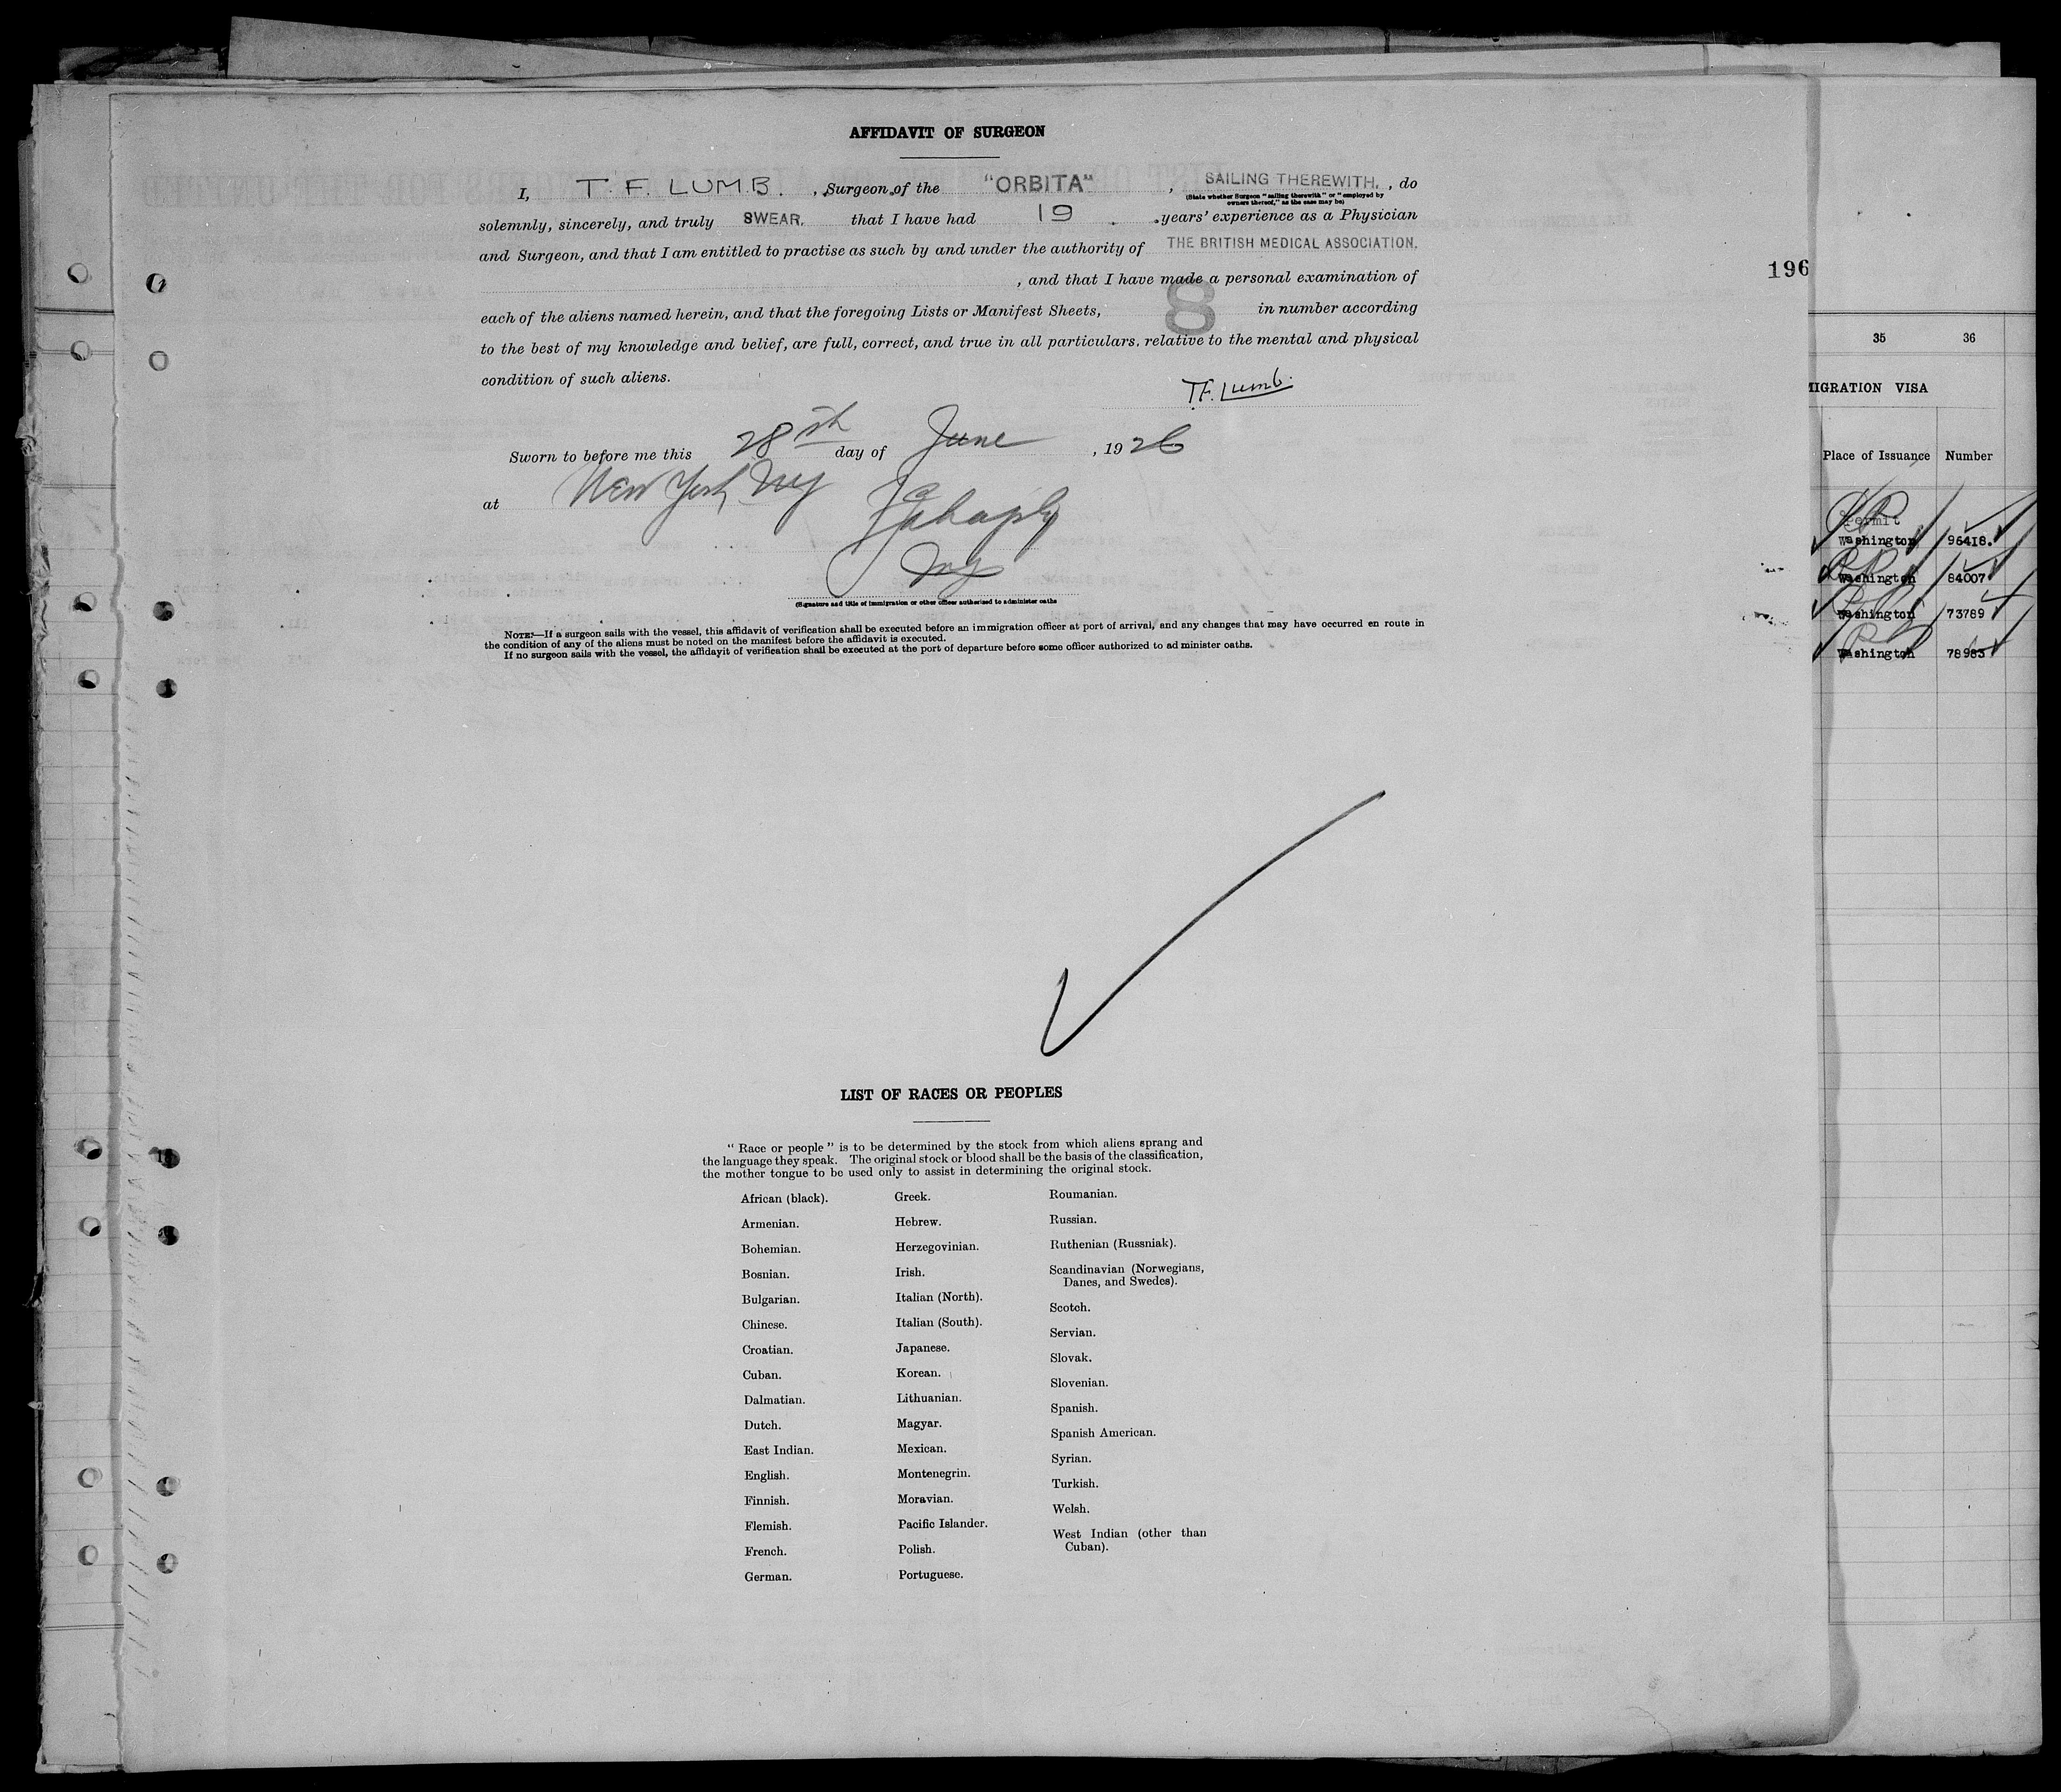 AFFIDAVIT OF SURGEON
I, T. F. LUMB. , Surgeon of the "ORBITA" , SAILING THEREWITH. , do
(State whether Surgeon "sailing therewith" or "employed by
owners thereof," as the case may be)
solemnly, sincerely, and truly SWEAR. that I have had 19 years' experience as a Physician
and Surgeon, and that I am entitled to practise as such by and under the authority of THE BRITISH MEDICAL ASSOCIATION.
, and that I have made a personal examination of
each of the aliens named herein, and that the foregoing Lists or Manifest Sheets, 8 in number according
to the best of my knowledge and belief, are full, correct, and true in all particulars, relative to the mental and physical
condition of such aliens.
T.F. Lumb.
Sworn to before me this 28th day of June , 1926
at New York NY
(Signature and title of immigration or other officer authorised to administer oaths
NOTE:—If a surgeon sails with the vessel, this affidavit of verification shall be executed before an immigration officer at port of arrival, and any changes that may have occurred en route in
the condition of any of the aliens must be noted on the manifest before the affidavit is executed.
If no surgeon sails with the vessel, the affidavit of verification shall be executed at the port of departure before some officer authorized to administer oaths.
196
35 36
MIGRATION VISA
Place of Issuance Number
Permit
Washington 96418.
Washington 84007
Washington 73789
Washington 78983
LIST OF RACES OR PEOPLES
" Race or people " is to be determined by the stock from which aliens sprang and
the language they speak. The original stock or blood shall be the basis of the classification,
the mother tongue to be used only to assist in determining the original stock.
African (black).
Armenian.
Bohemian.
Bosnian.
Bulgarian.
Chinese.
Croatian.
Cuban.
Dalmatian.
Dutch.
East Indian.
English.
Finnish.
Flemish.
French.
German.
Greek.
Hebrew.
Herzegovinian.
Irish.
Italian (North).
Italian (South).
Japanese.
Korean.
Lithuanian.
Magyar.
Mexican.
Montenegrin.
Moravian.
Pacific Islander.
Polish.
Portuguese.
Roumanian.
Russian.
Ruthenian (Russniak).
Scandinavian (Norwegians,
Danes, and Swedes).
Scotch.
Servian.
Slovak.
Slovenian.
Spanish.
Spanish American.
Syrian.
Turkish.
Welsh.
West Indian (other than
Cuban).